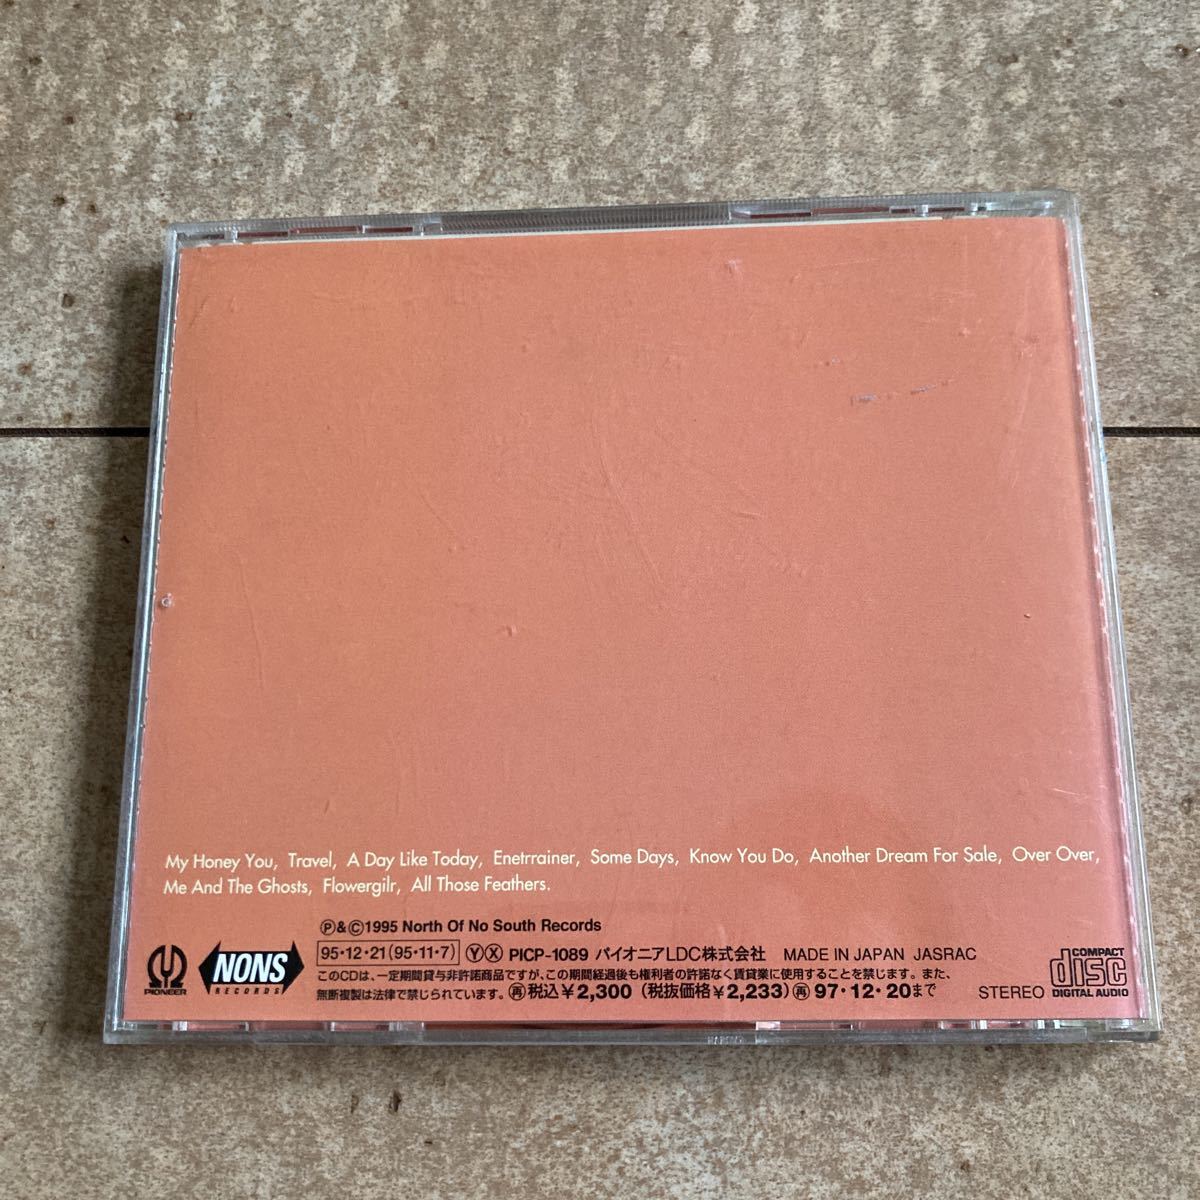 My Honey You, Travel, A Day Like Today, Enetrrainer, Some Days, Know You Do, Another Dream For Sale, Over Over,
Me And The Ghosts, Flowergilr, All Those Feathers.
Ⓟ&Ⓒ1995 North Of No South Records
95・12・21(95・11・7) ⓎⓍ PICP-1089 パイオニアLDC株式会社 MADE IN JAPAN JASRAC
このCDは、一定期間貸与非許諾商品ですが、この期間経過後も権利者の許諾なく賃貸業に使用することを禁じます。また、
無断複製は法律で禁じられています。㊢税込¥2,300(税抜価格¥2,233)㊢97・12・20まで
PIONEER
NONS
RECORDS
STEREO
COMPACT
disc
DIGITAL AUDIO